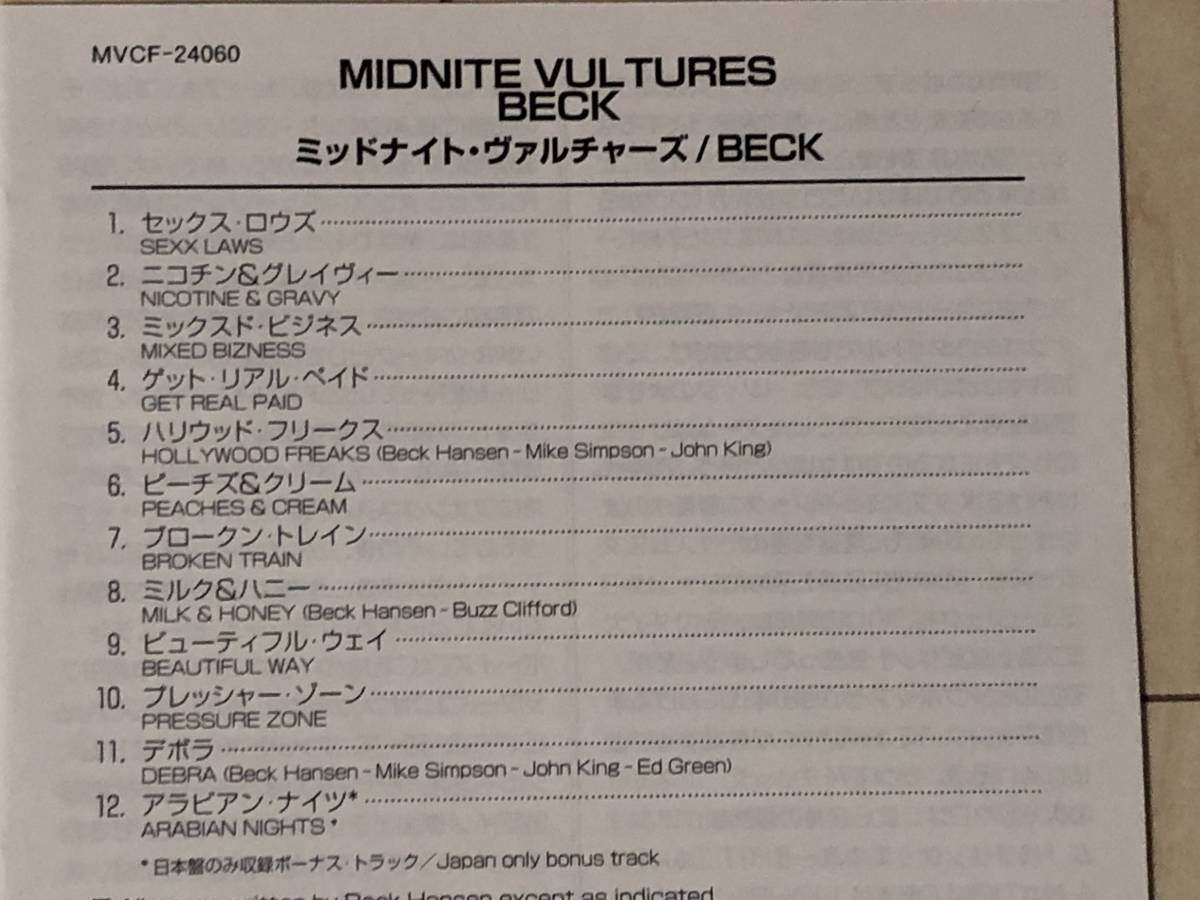 MVCF-24060
MIDNITE VULTURES
BECK
ミッドナイト・ヴァルチャーズ/BECK
1. セックス・ロウズ
SEXX LAWS
2. ニコチン&グレイヴィー
NICOTINE & GRAVY
3. ミックスド・ビジネス
MIXED BIZNESS
4. ゲット・リアル・ペイド
GET REAL PAID
5. ハリウッド・フリークス
HOLLYWOOD FREAKS (Beck Hansen - Mike Simpson - John King)
6. ピーチズ&クリーム
PEACHES & CREAM
7. ブロークン・トレイン
BROKEN TRAIN
8. ミルク&ハニー
MILK & HONEY (Beck Hansen - Buzz Clifford)
9. ビューティフル・ウェイ
BEAUTIFUL WAY
10. プレッシャー・ゾーン
PRESSURE ZONE
11. デボラ
DEBRA (Beck Hansen - Mike Simpson - John King - Ed Green)
12. アラビアン・ナイツ*
ARABIAN NIGHTS *
* 日本盤のみ収録ボーナス・トラック/Japan only bonus track
written by Beck Hansen except as indicated